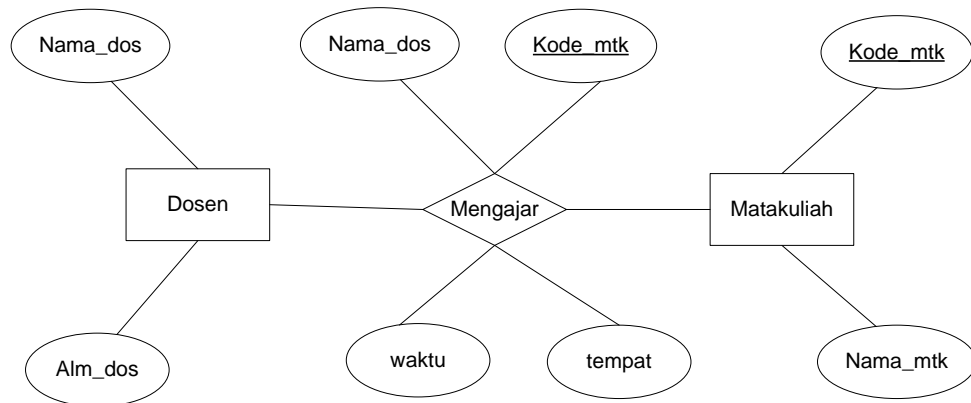 Nama_dos
Nama_dos
Kode_mtk
Kode_mtk
Dosen
Mengajar
Matakuliah
Alm_dos
waktu
tempat
Nama_mtk